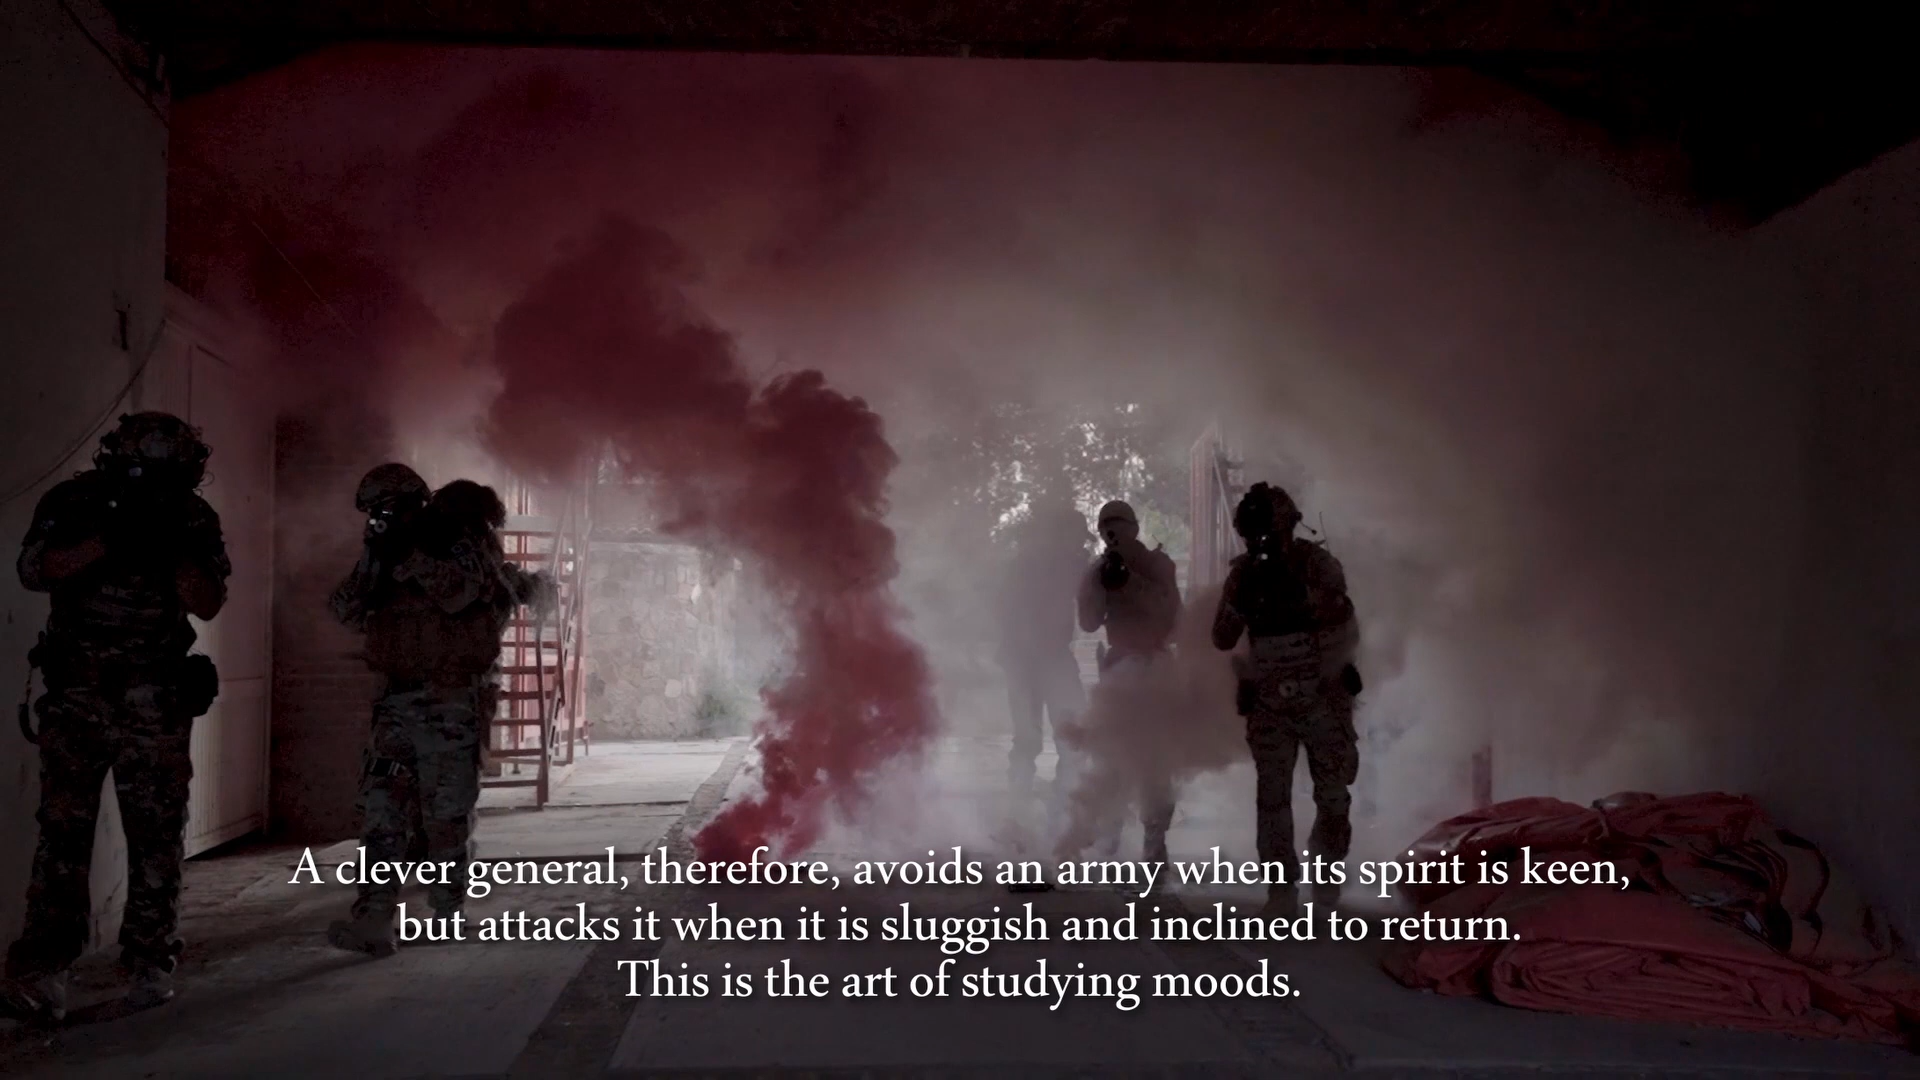 A clever general, therefore, avoids an army when its spirit is keen,
but attacks it when it is sluggish and inclined to return.
This is the art of studying moods.